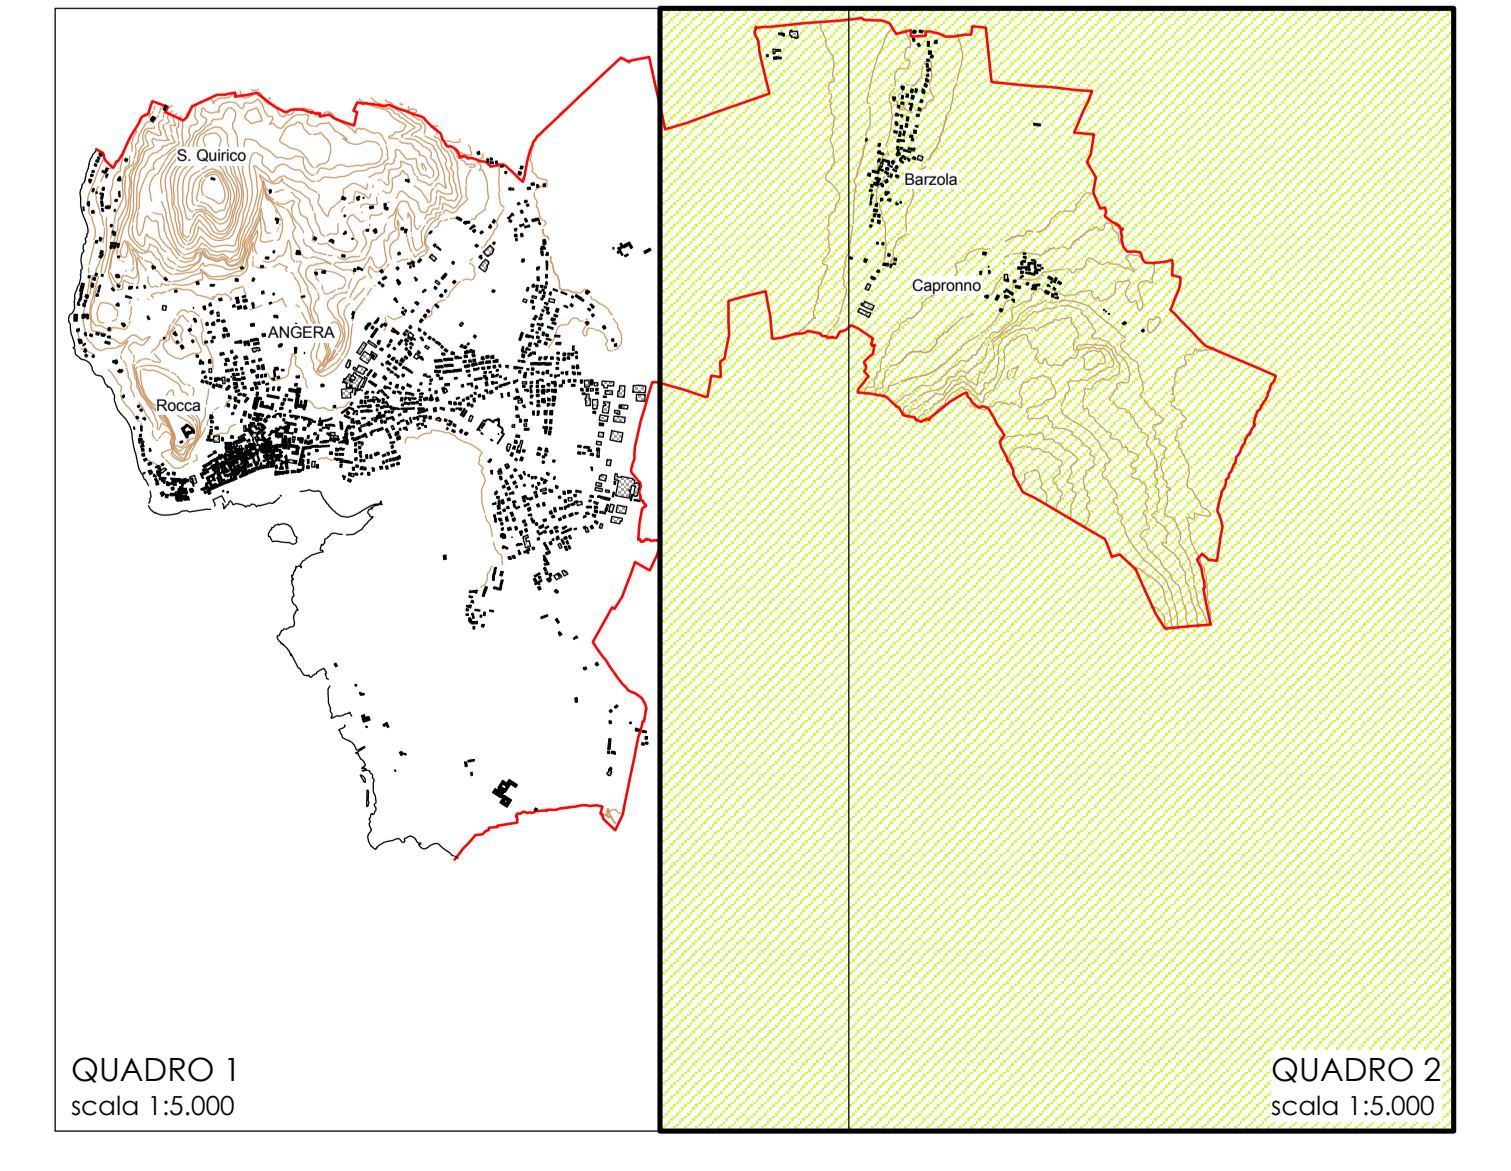 S. Quirico
Barzola
Capronno
ANGERA
Rocca
QUADRO 1
scala 1:5.000
QUADRO 2
scala 1:5.000